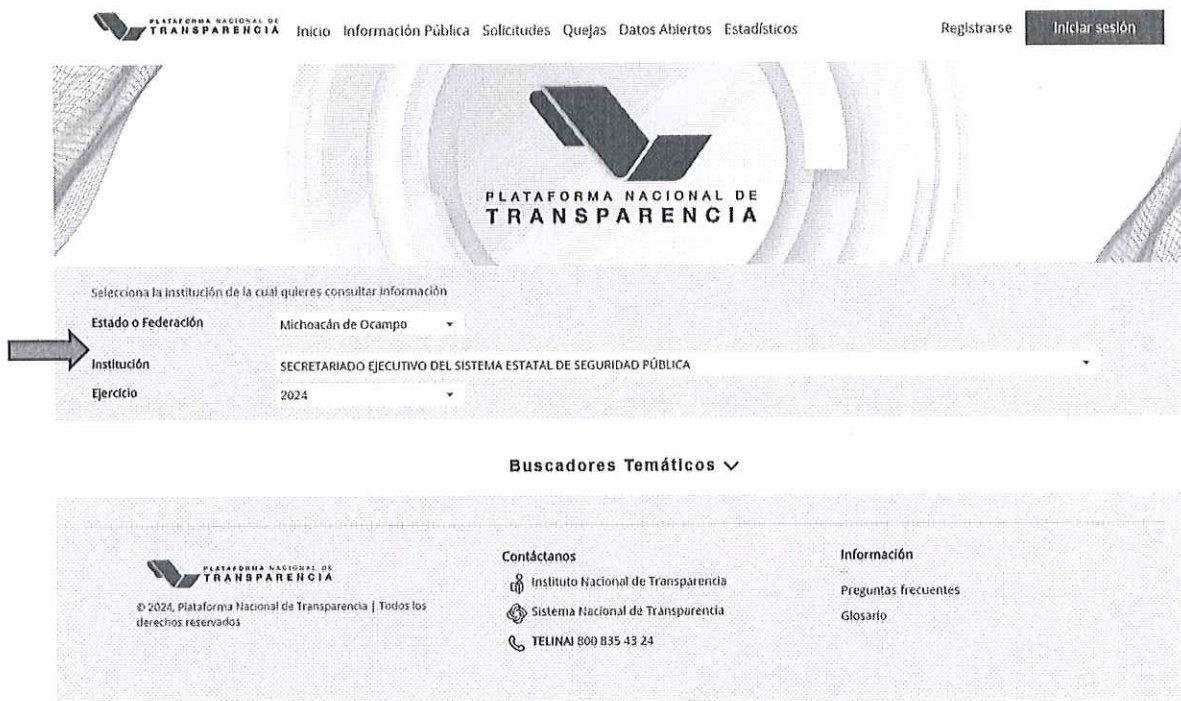 PLATAFORMA NACIONAL DE
TRANSPARENCIA
Inicio Información Pública Solicitudes Quejas Datos Abiertos Estadísticos Registrarse Iniciar sesión
PLATAFORMA NACIONAL DE
TRANSPARENCIA
Selecciona la institución de la cual quieres consultar información
Estado o Federación Michoacán de Ocampo
Institución SECRETARIADO EJECUTIVO DEL SISTEMA ESTATAL DE SEGURIDAD PÚBLICA
Ejercicio 2024
Buscadores Temáticos
PLATAFORMA NACIONAL DE
TRANSPARENCIA
© 2024, Plataforma Nacional de Transparencia | Todos los
derechos reservados
Contáctanos
Instituto Nacional de Transparencia
Sistema Nacional de Transparencia
TELINAI 800 835 43 24
Información
Preguntas frecuentes
Glosario